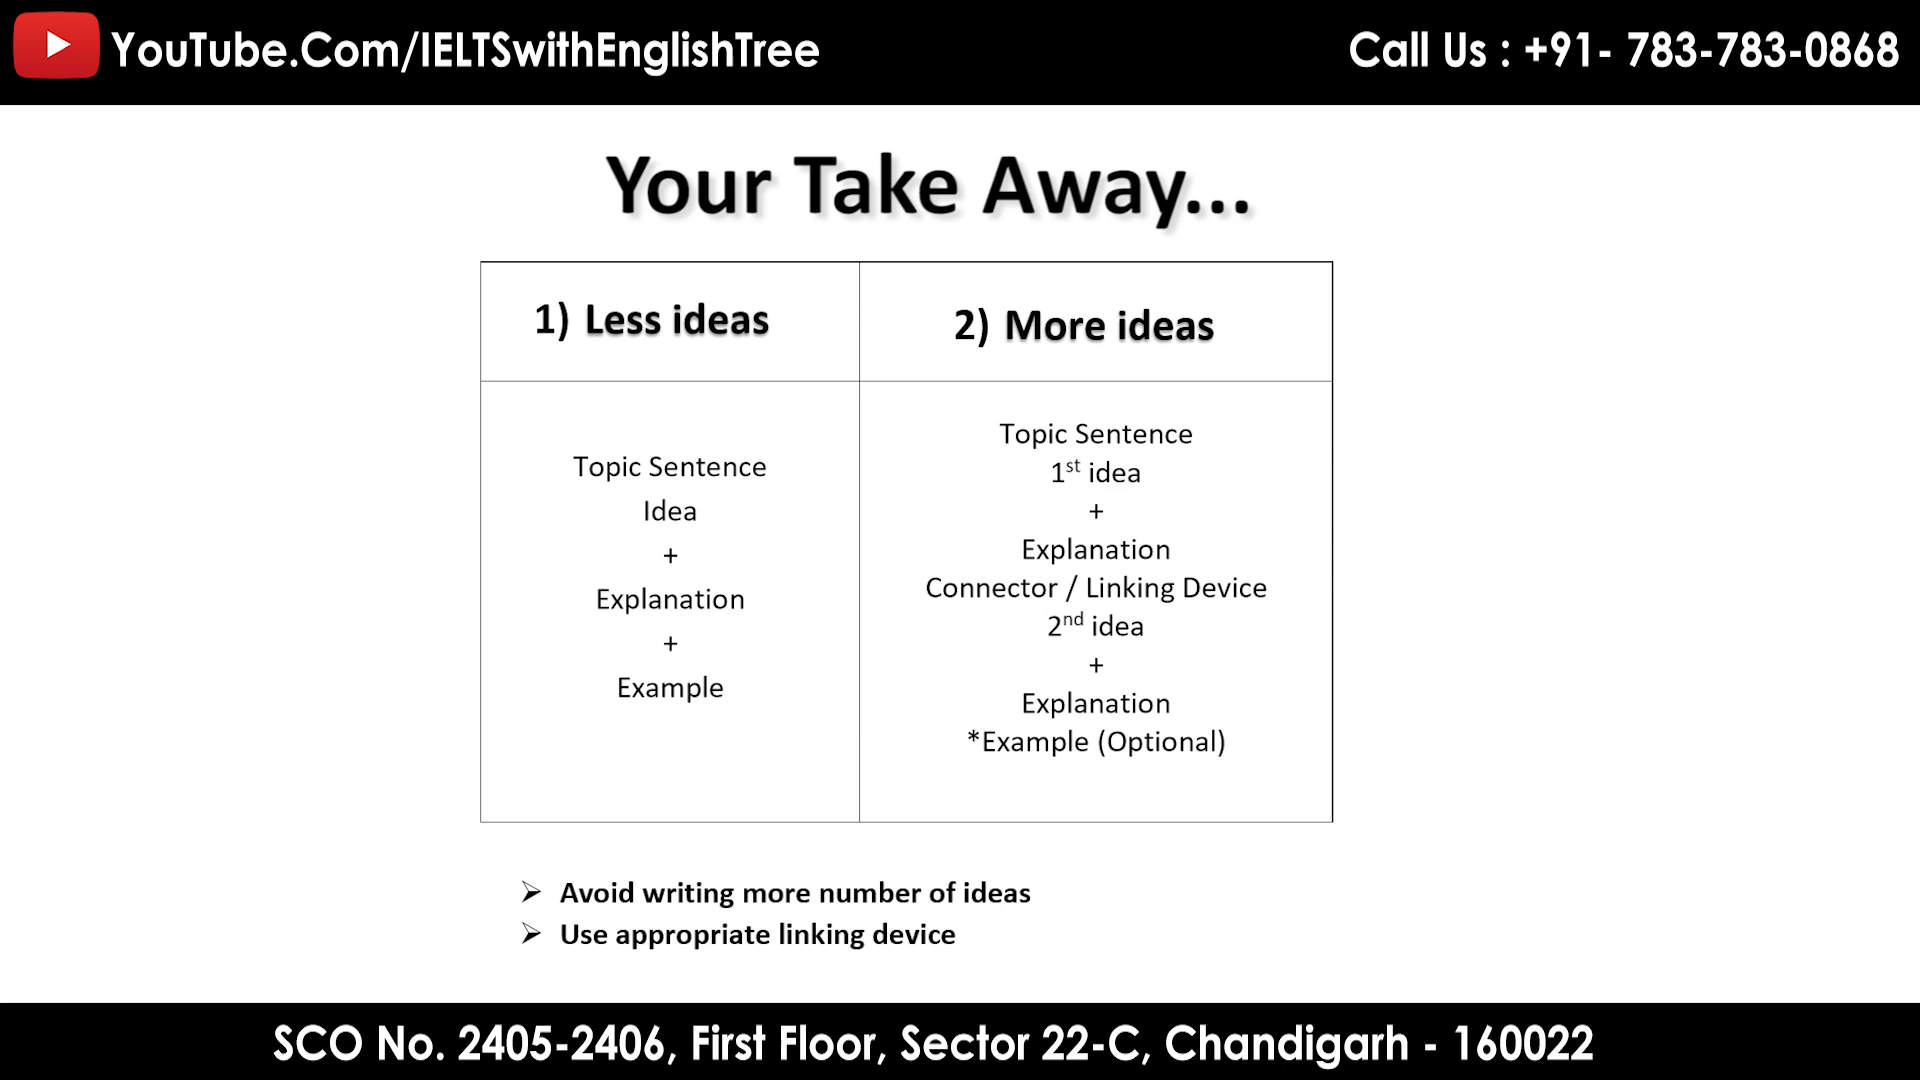 YouTube.Com/IELTSwithEnglishTree
Call Us : +91- 783-783-0868
Your Take Away...
1) Less ideas
2) More ideas
Topic Sentence
Idea
+
Explanation
+
Example
Topic Sentence
1st idea
+
Explanation
Connector / Linking Device
2nd idea
+
Explanation
*Example (Optional)
➢ Avoid writing more number of ideas
➢ Use appropriate linking device
SCO No. 2405-2406, First Floor, Sector 22-C, Chandigarh - 160022